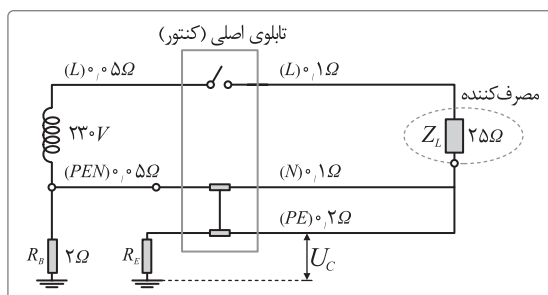 تابلوی اصلی (کنتور)
(L)۰٫۰۵Ω
(L)۰٫۱Ω
مصرف‌کننده
۲۳۰V
Z_L
۲۵Ω
(PEN)۰٫۰۵Ω
(N)۰٫۱Ω
(PE)۰٫۲Ω
R_B
۲Ω
R_E
U_C